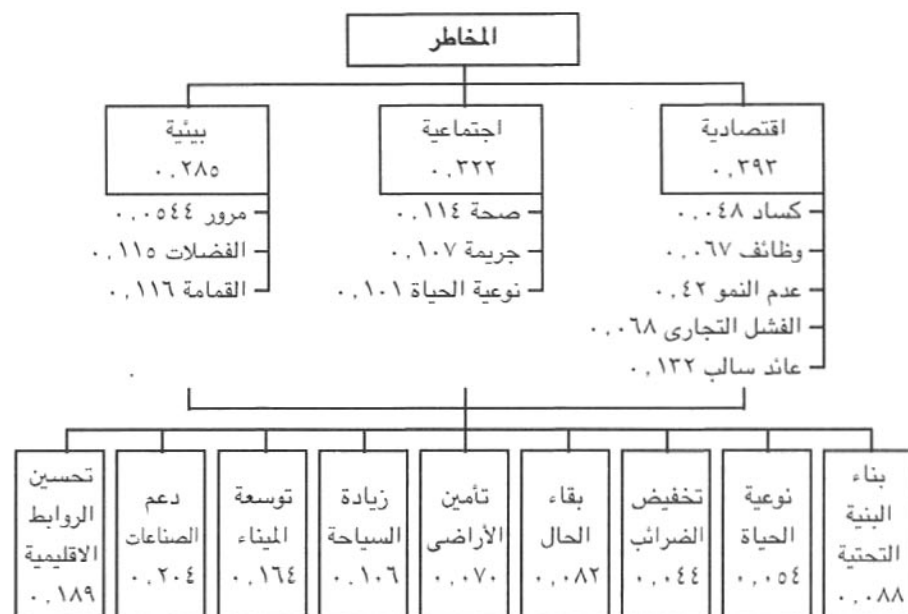 المخاطر
اقتصادية
٠,٣٩٣
كساد ٠,٠٤٨
وظائف ٠,٠٦٧
عدم النمو ٠,٤٢
الفشل التجارى ٠,٠٦٨
عائد سالب ٠,١٣٢
اجتماعية
٠,٣٢٢
صحة ٠,١١٤
جريمة ٠,١٠٧
نوعية الحياة ٠,١٠١
بيئية
٠,٢٨٥
مرور ٠,٠٥٤٤
الفضلات ٠,١١٥
القمامة ٠,١١٦
بناء
البنية
التحتية
٠,٠٨٨
نوعية
الحياة
٠,٠٥٤
تخفيض
الضرائب
٠,٠٤٤
بقاء
الحال
٠,٠٨٢
تأمين
الأراضى
٠,٠٧٠
زيادة
السياحة
٠,١٠٦
توسعة
الميناء
٠,١٦٤
دعم
الصناعات
٠,٢٠٤
تحسين
الروابط
الاقليمية
٠,١٨٩